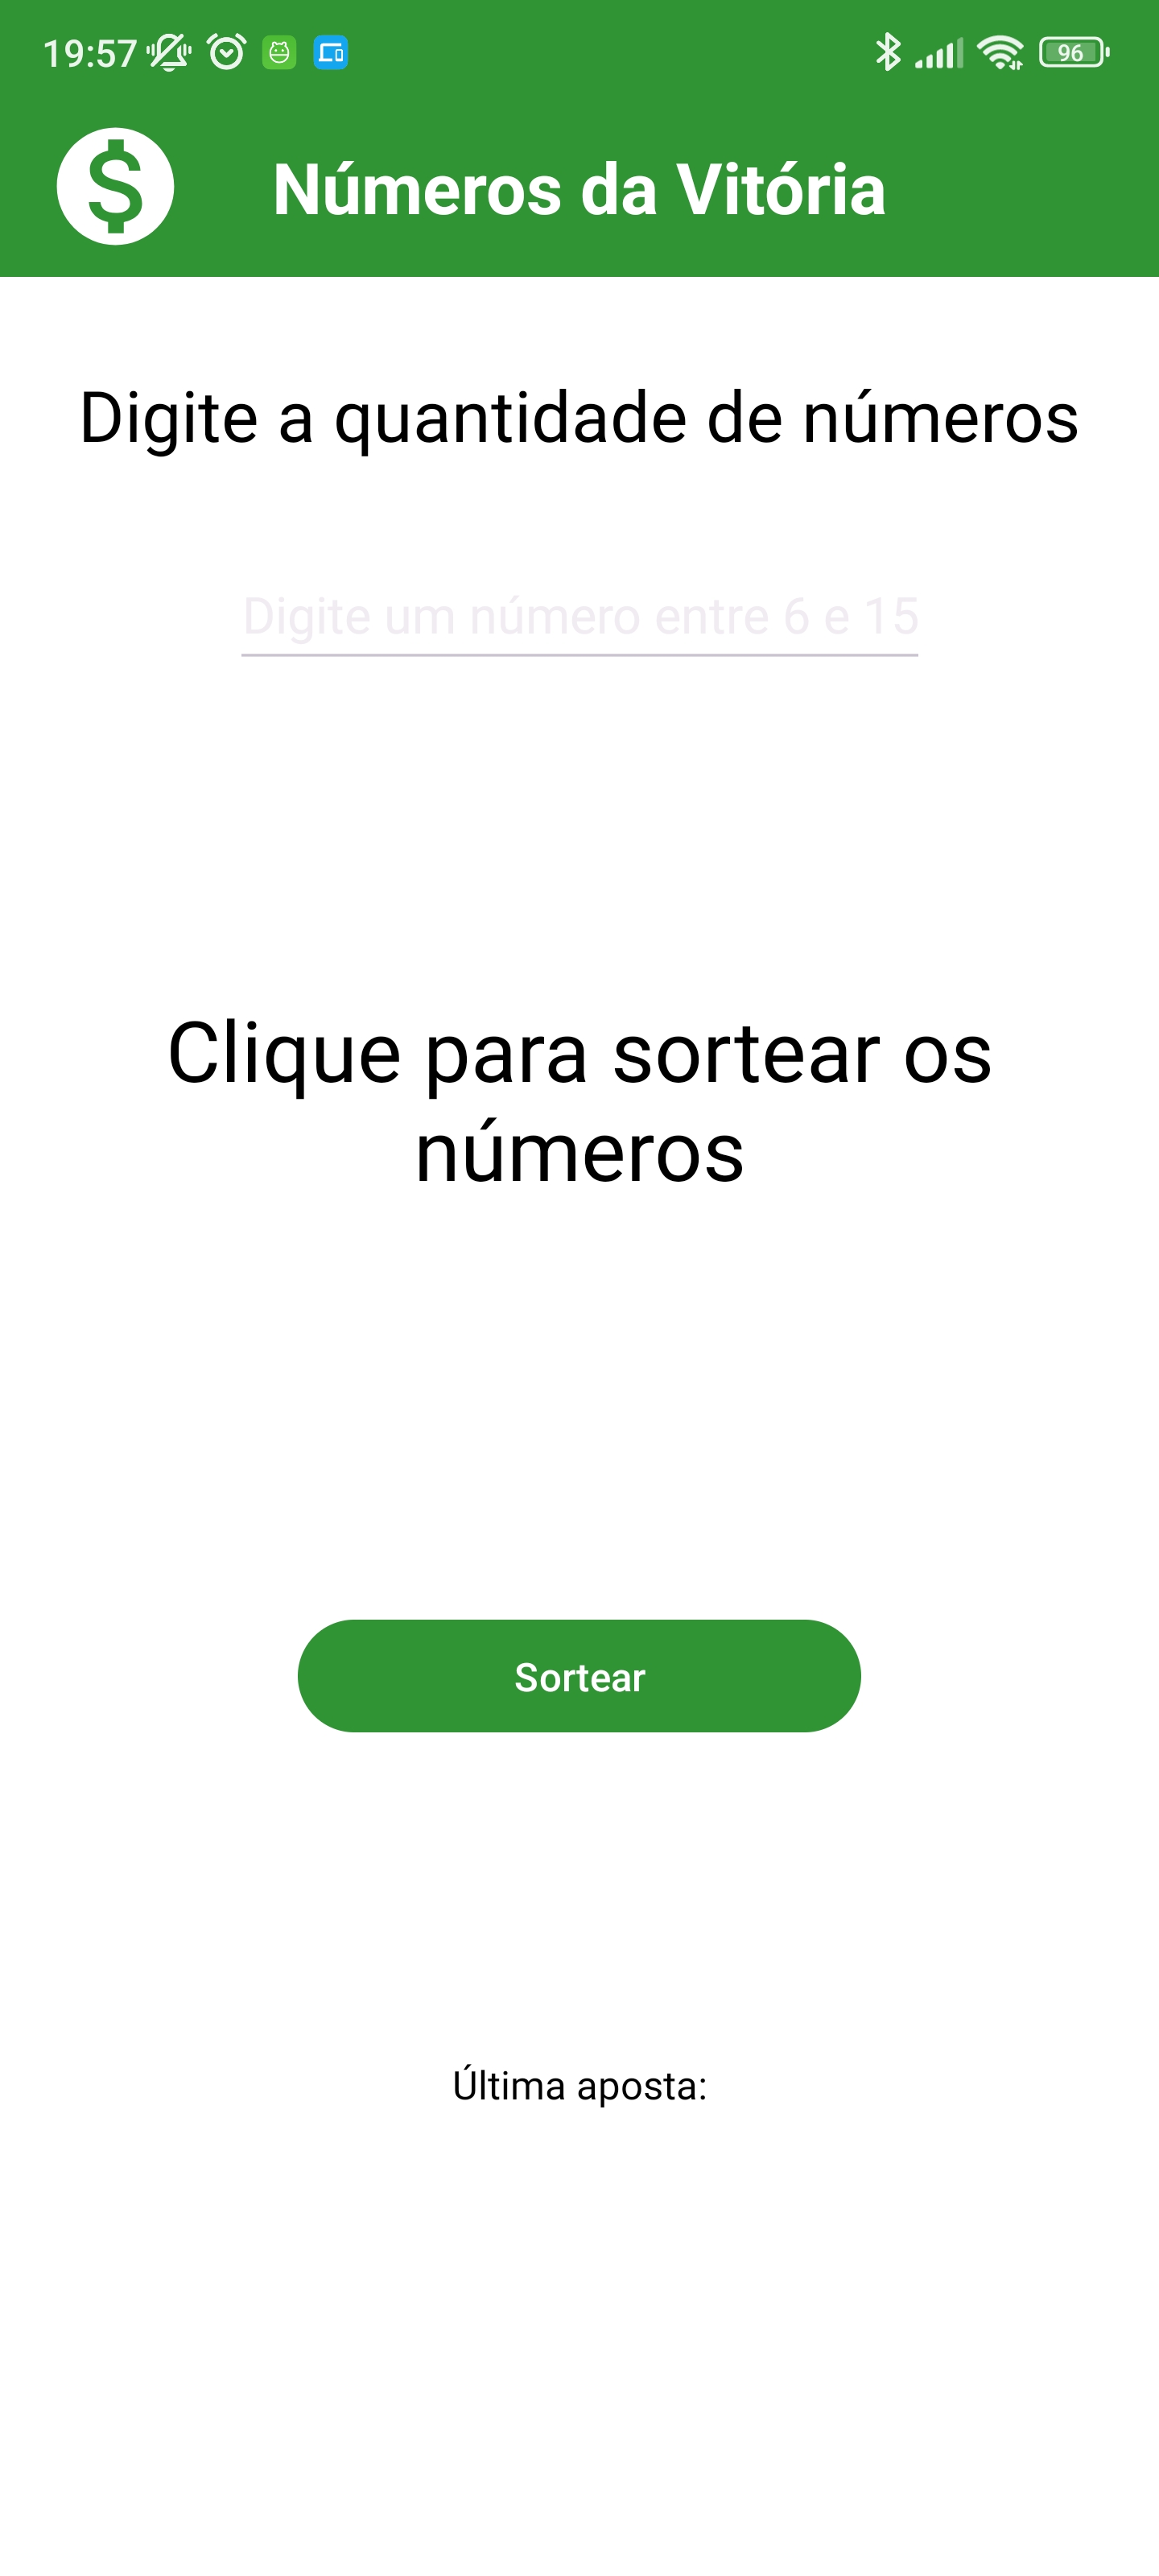 19:57
96
$
Números da Vitória
Digite a quantidade de números
Digite um número entre 6 e 15
Clique para sortear os
números
Sortear
Última aposta: